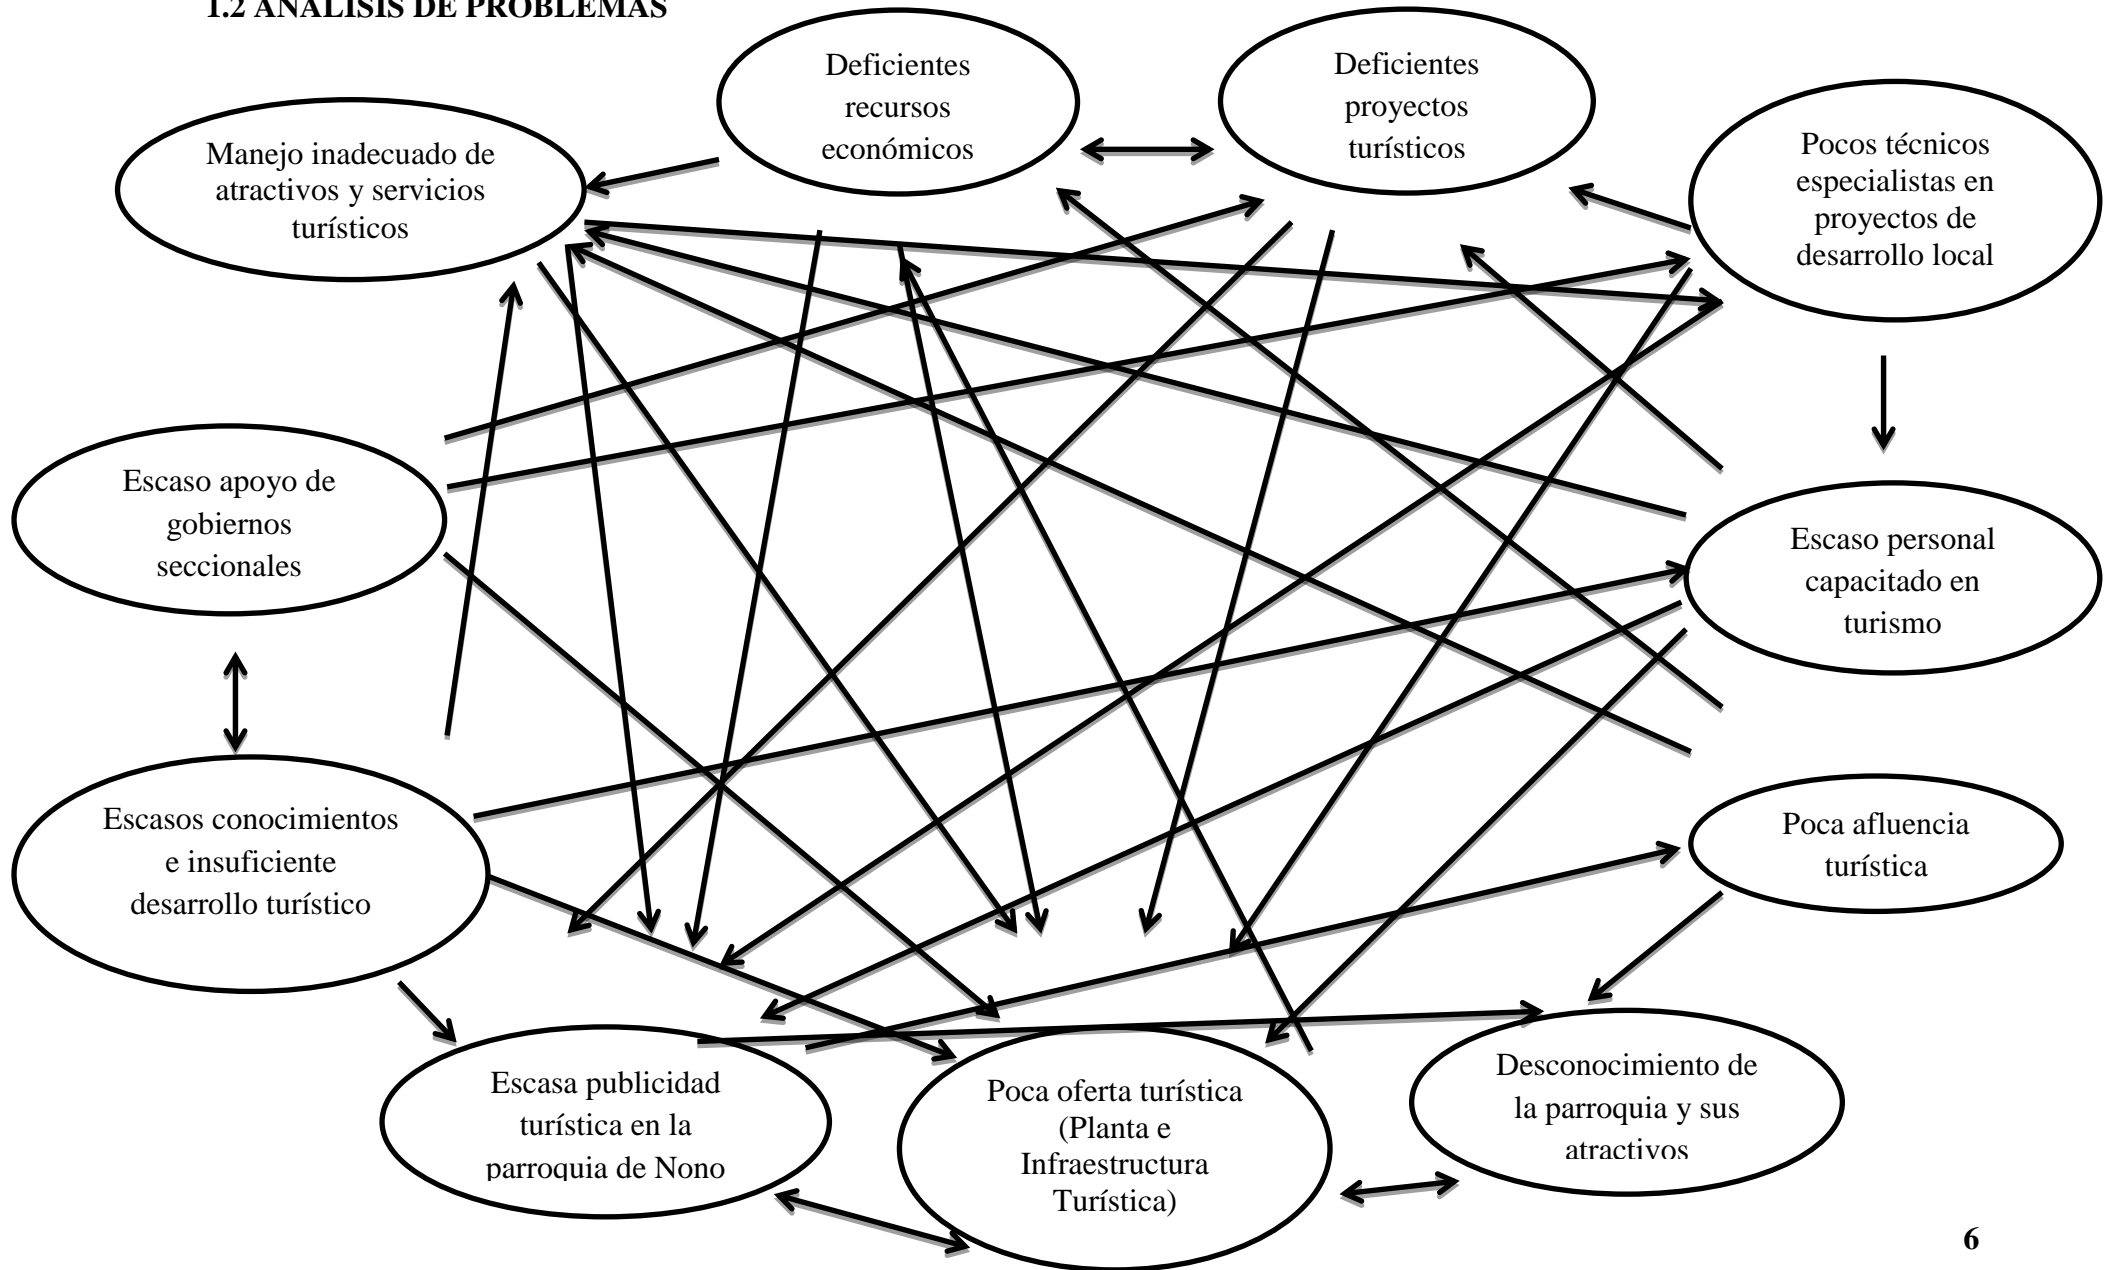 1.2 ANALISIS DE PROBLEMAS
Deficientes
recursos
económicos
Deficientes
proyectos
turísticos
Manejo inadecuado de
atractivos y servicios
turísticos
Pocos técnicos
especialistas en
proyectos de
desarrollo local
Escaso apoyo de
gobiernos
seccionales
Escaso personal
capacitado en
turismo
Escasos conocimientos
e insuficiente
desarrollo turístico
Poca afluencia
turística
Escasa publicidad
turística en la
parroquia de Nono
Poca oferta turística
(Planta e
Infraestructura
Turística)
Desconocimiento de
la parroquia y sus
atractivos
6